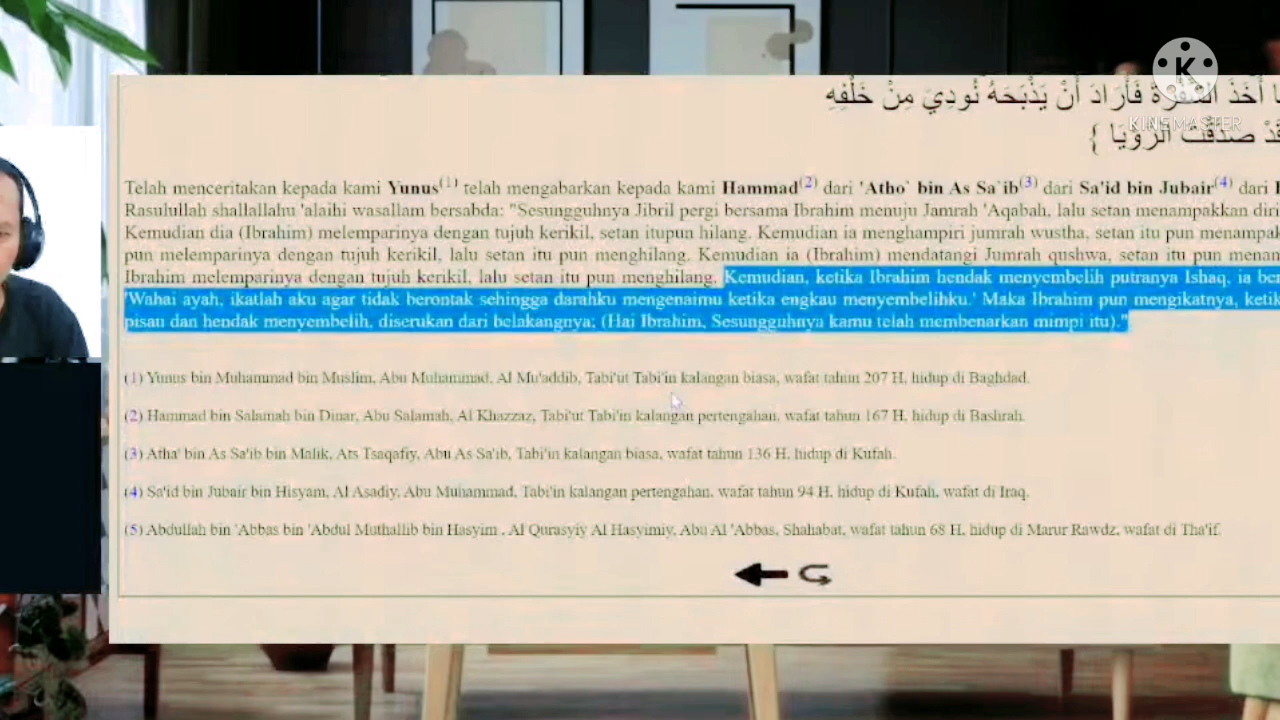 أَخَذَ الشَّفْرَةَ فَأَرَادَ أَنْ يَذْبَحَهُ نُودِيَ مِنْ خَلْفِهِ
صَدَّقْتَ الرُّؤْيَا }
KINEMASTER
Telah menceritakan kepada kami Yunus(1) telah mengabarkan kepada kami Hammad(2) dari 'Atho` bin As Sa`ib(3) dari Sa'id bin Jubair(4) dari
Rasulullah shallallahu 'alaihi wasallam bersabda: "Sesungguhnya Jibril pergi bersama Ibrahim menuju Jamrah 'Aqabah, lalu setan menampakkan
Kemudian dia (Ibrahim) melemparinya dengan tujuh kerikil, setan itupun hilang. Kemudian ia menghampiri jumrah wustha, setan itu pun
pun melemparinya dengan tujuh kerikil, lalu setan itu pun menghilang. Kemudian ia (Ibrahim) mendatangi Jumrah qushwa, setan itu pun
Ibrahim melemparinya dengan tujuh kerikil, lalu setan itu pun menghilang. Kemudian, ketika Ibrahim hendak menyembelih putranya Ishaq, ia
'Wahai ayah, ikatlah aku agar tidak berontak sehingga darahku mengenaimu ketika engkau menyembelihku.' Maka Ibrahim pun mengikatnya,
pisau dan hendak menyembelih, diserukan dari belakangnya: (Hai Ibrahim, Sesungguhnya kamu telah membenarkan mimpi itu)."
(1) Yunus bin Muhammad bin Muslim, Abu Muhammad, Al Mu'addib, Tabi'ut Tabi'in kalangan biasa, wafat tahun 207 H, hidup di Baghdad.
(2) Hammad bin Salamah bin Dinar, Abu Salamah, Al Khazzaz, Tabi'ut Tabi'in kalangan pertengahan, wafat tahun 167 H, hidup di Bashrah.
(3) Atha' bin As Sa'ib bin Malik, Ats Tsaqafiy, Abu As Sa'ib, Tabi'in kalangan biasa, wafat tahun 136 H, hidup di Kufah.
(4) Sa'id bin Jubair bin Hisyam, Al Asadiy, Abu Muhammad, Tabi'in kalangan pertengahan, wafat tahun 94 H, hidup di Kufah, wafat di Iraq.
(5) Abdullah bin 'Abbas bin 'Abdul Muthallib bin Hasyim , Al Qurasyiy Al Hasyimiy, Abu Al 'Abbas, Shahabat, wafat tahun 68 H, hidup di Marur Rawdz, wafat di Tha'if.